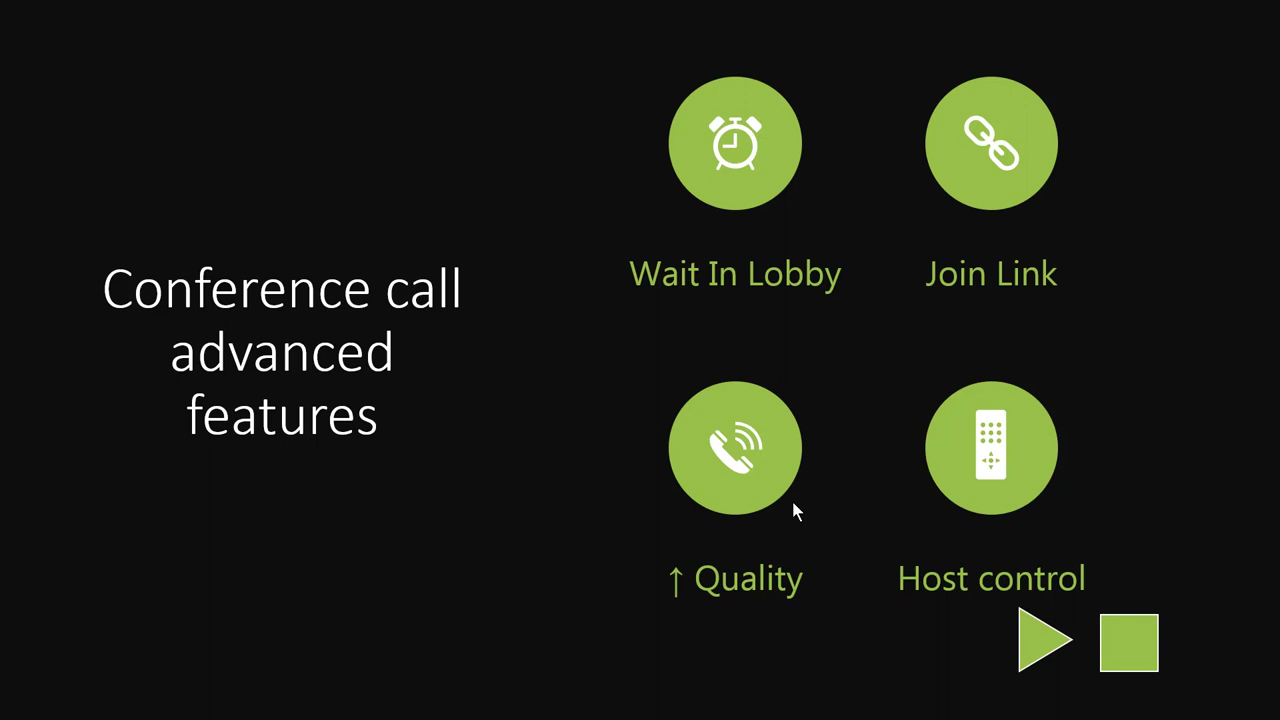 Conference call
advanced
features
Wait In Lobby
Join Link
↑ Quality
Host control